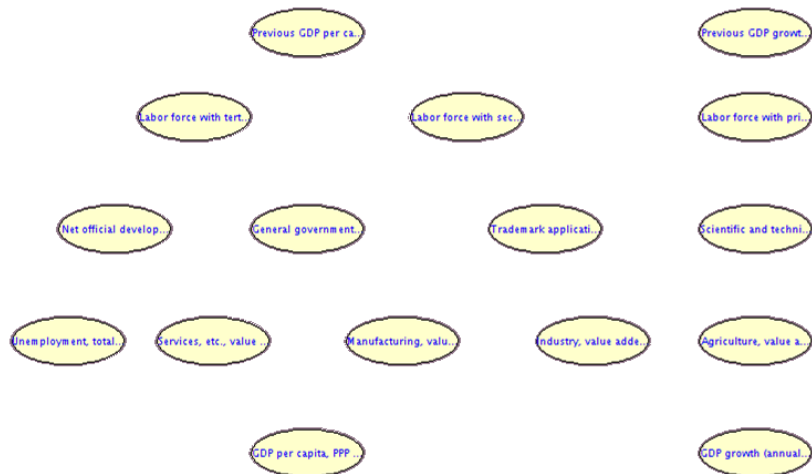 Previous GDP per ca...
Previous GDP growt...
Labor force with tert...
Labor force with sec...
Labor force with pri...
Net official develop...
General government...
Trademark applicati...
Scientific and techni...
Unemployment, total...
Services, etc., value ...
Manufacturing, valu...
Industry, value adde...
Agriculture, value a...
GDP per capita, PPP ...
GDP growth (annual...